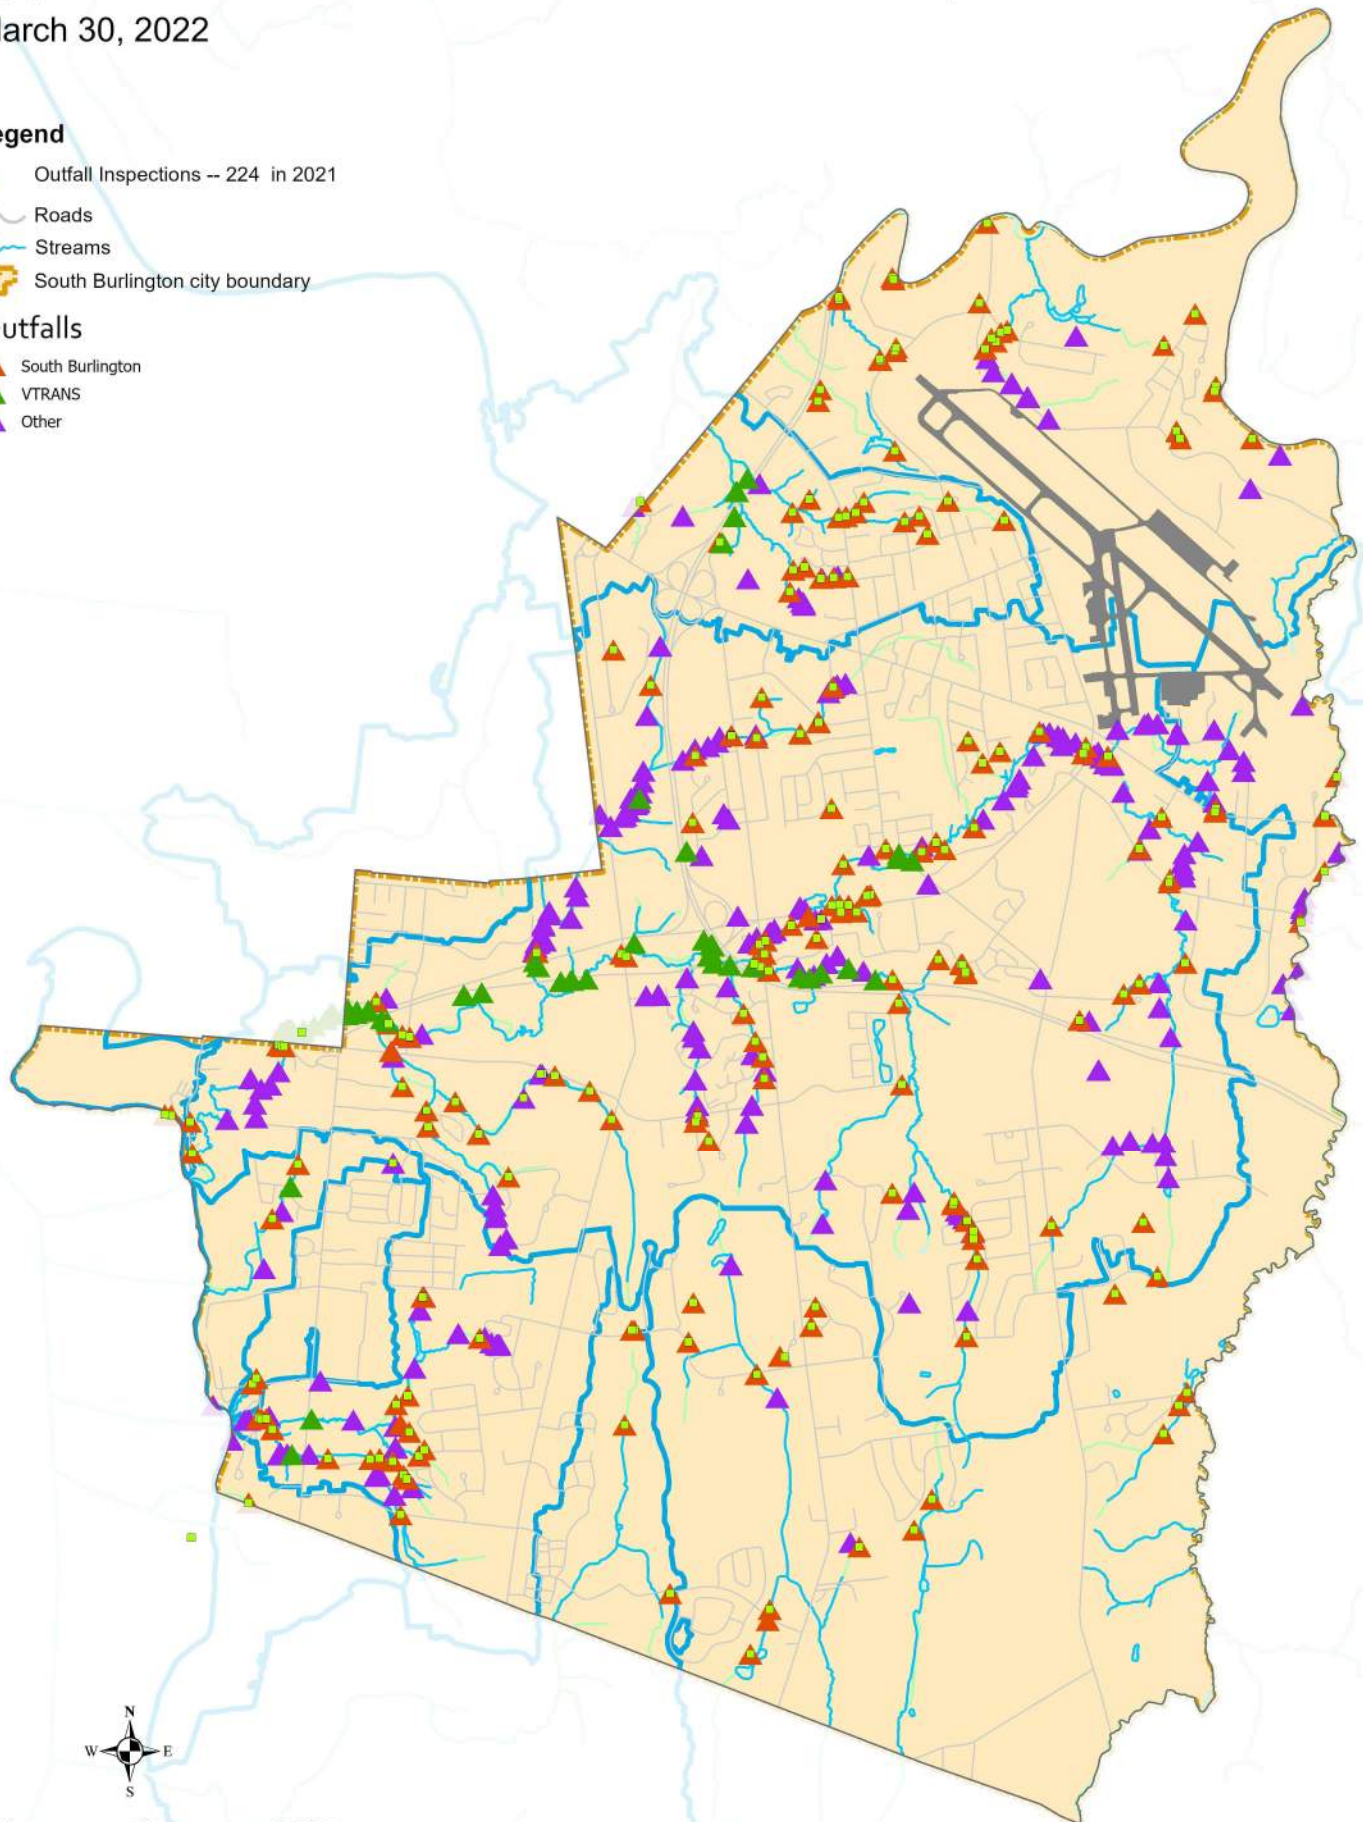 arch 30, 2022
egend
Outfall Inspections -- 224 in 2021
Roads
Streams
South Burlington city boundary
utfalls
South Burlington
VTRANS
Other
N
W E
S